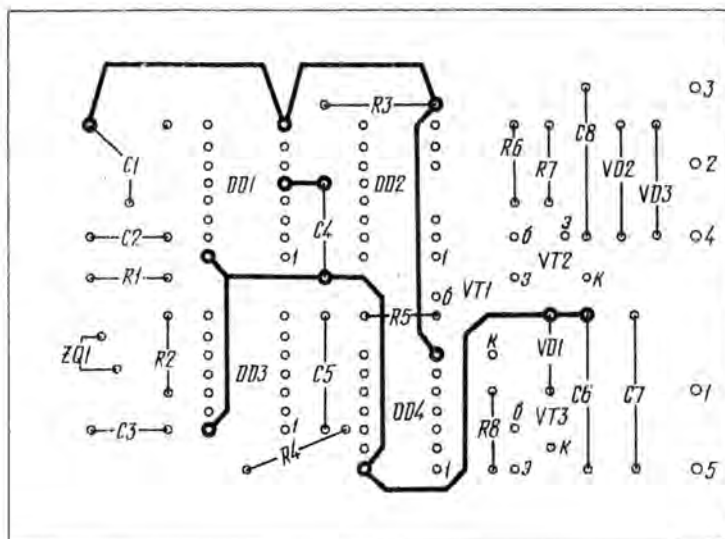 3
R3
C1
R6
R7
C8
VD2
VD3
2
DD1
DD2
C2
C4
б
э
4
1
1
VT2
R1
э
к
б
VT1
R5
ZQ1
R2
к
VD1
DD3
C5
C6
C7
1
DD4
R8
б
VT3
C3
1
R4
к
1
э
5